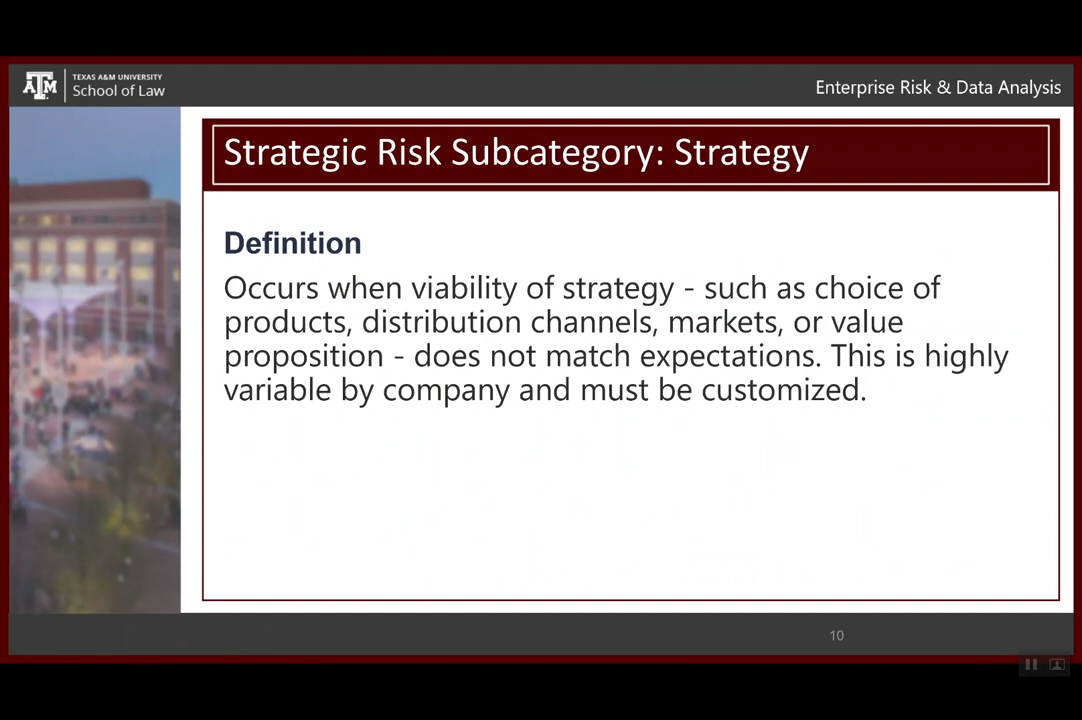 TEXAS A&M UNIVERSITY
School of Law
Enterprise Risk & Data Analysis
Strategic Risk Subcategory: Strategy
Definition
Occurs when viability of strategy - such as choice of
products, distribution channels, markets, or value
proposition - does not match expectations. This is highly
variable by company and must be customized.
10